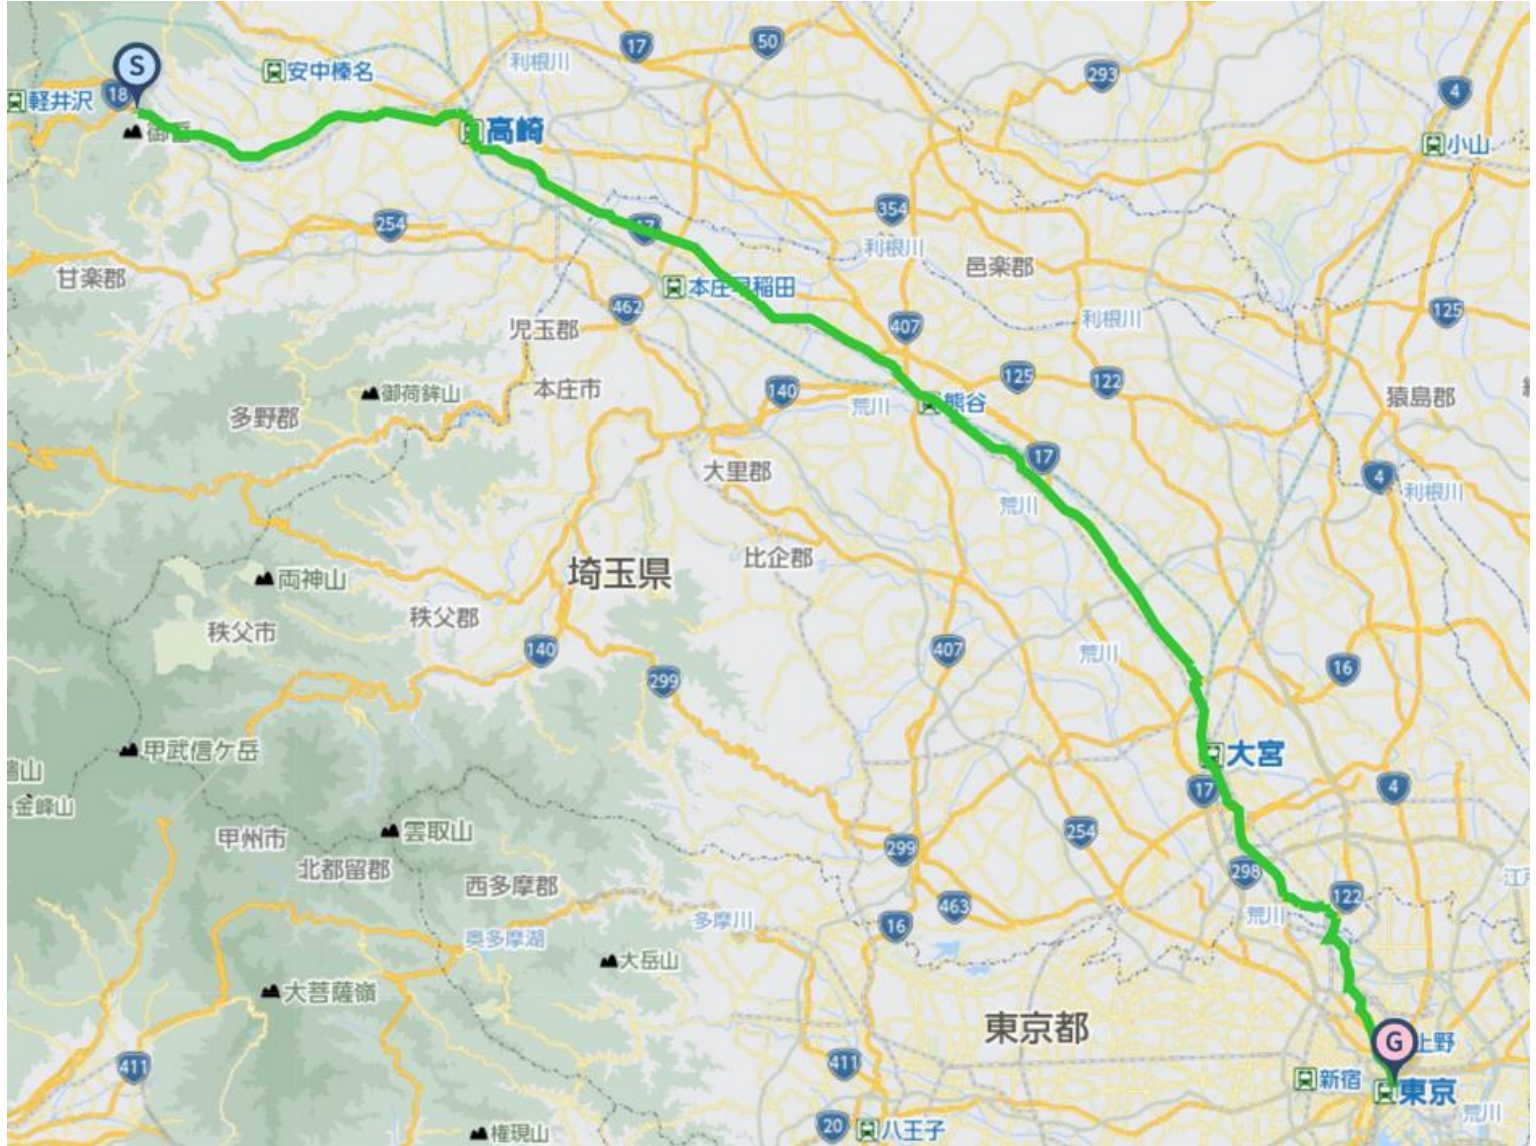 S
利根川
17
50
安中榛名
293
4
18
軽井沢
御岳
高崎
小山
254
17
354
利根川
甘楽郡
邑楽郡
本庄早稲田
462
407
利根川
125
児玉郡
本庄市
140
125
122
御荷鉾山
荒川
熊谷
猿島郡
多野郡
大里郡
17
4
利根川
荒川
埼玉県
比企郡
両神山
秩父市
秩父郡
140
407
荒川
16
299
甲武信ケ岳
大宮
17
4
金峰山
甲州市
雲取山
254
299
北都留郡
298
西多摩郡
122
463
荒川
多摩川
16
奥多摩湖
大岳山
大菩薩嶺
東京都
G
上野
411
411
新宿
東京
荒川
権現山
20
八王子